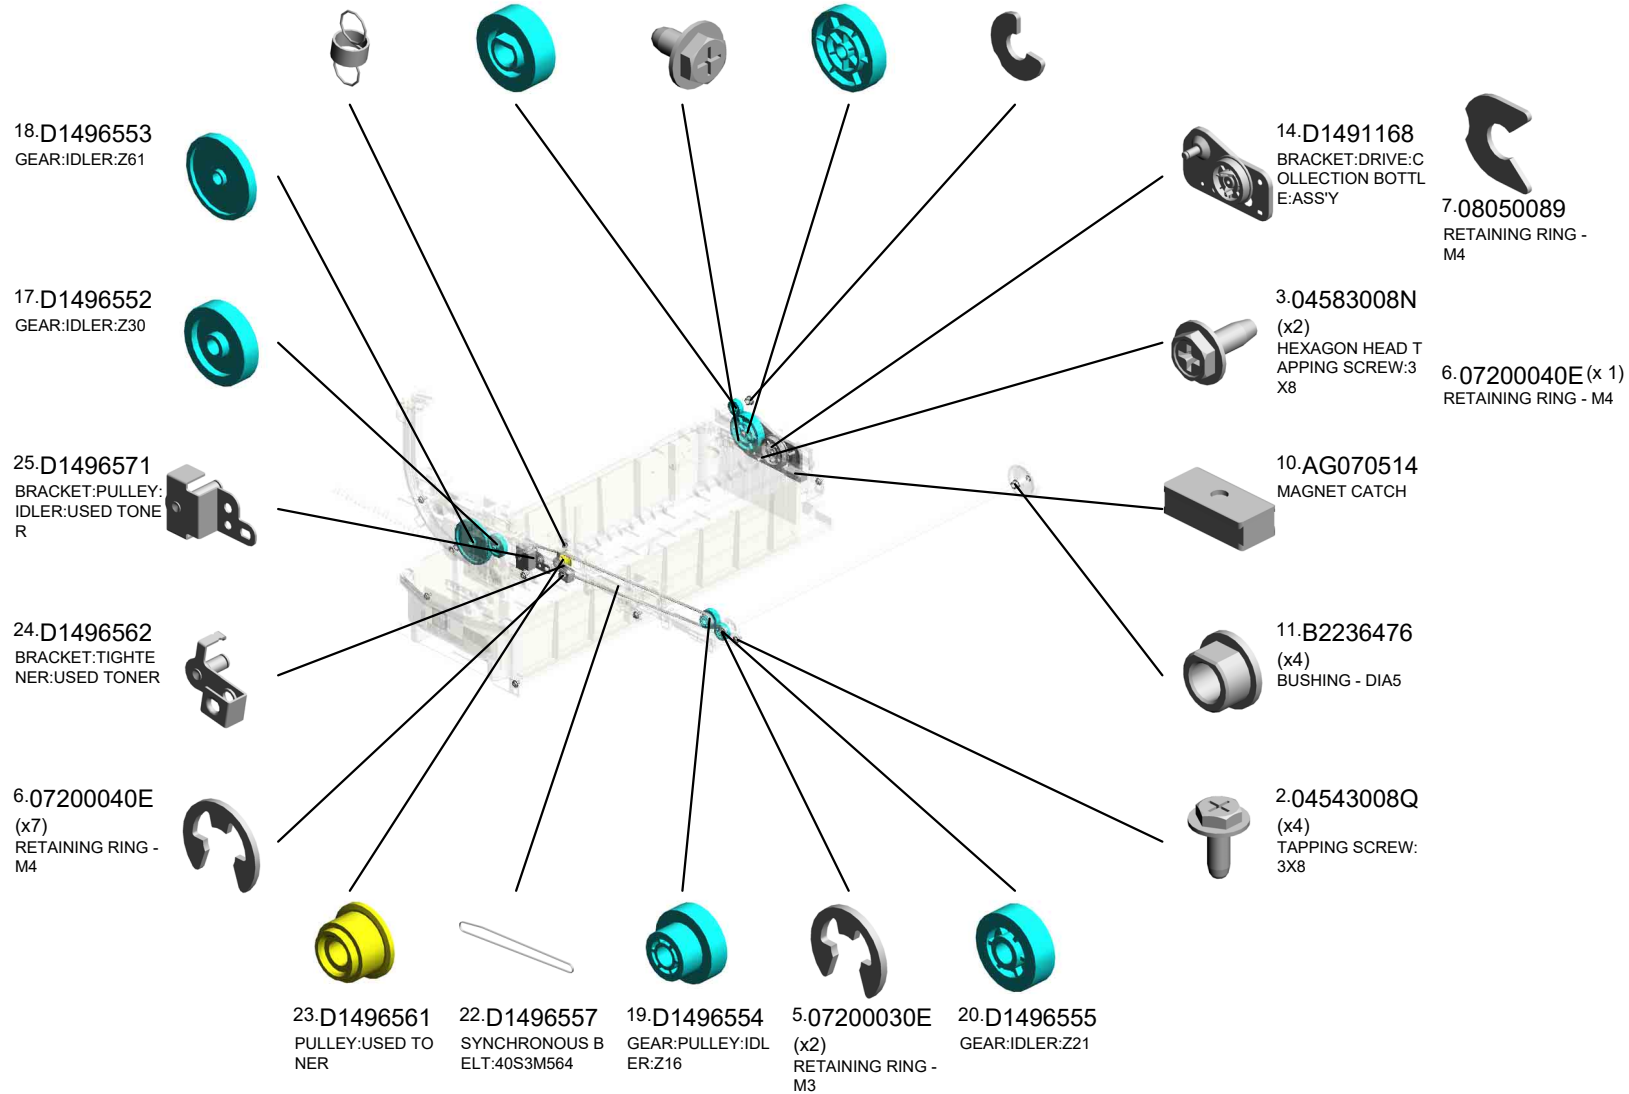 18.D1496553
GEAR:IDLER:Z61
17.D1496552
GEAR:IDLER:Z30
25.D1496571
BRACKET:PULLEY:
IDLER:USED TONE
R
24.D1496562
BRACKET:TIGHTE
NER:USED TONER
6.07200040E
(x7)
RETAINING RING -
M4
14.D1491168
BRACKET:DRIVE:C
OLLECTION BOTTL
E:ASS'Y
7.08050089
RETAINING RING -
M4
3.04583008N
(x2)
HEXAGON HEAD T
APPING SCREW:3
X8
6.07200040E (x 1)
RETAINING RING - M4
10.AG070514
MAGNET CATCH
11.B2236476
(x4)
BUSHING - DIA5
2.04543008Q
(x4)
TAPPING SCREW:
3X8
23.D1496561
PULLEY:USED TO
NER
22.D1496557
SYNCHRONOUS B
ELT:40S3M564
19.D1496554
GEAR:PULLEY:IDL
ER:Z16
5.07200030E
(x2)
RETAINING RING -
M3
20.D1496555
GEAR:IDLER:Z21